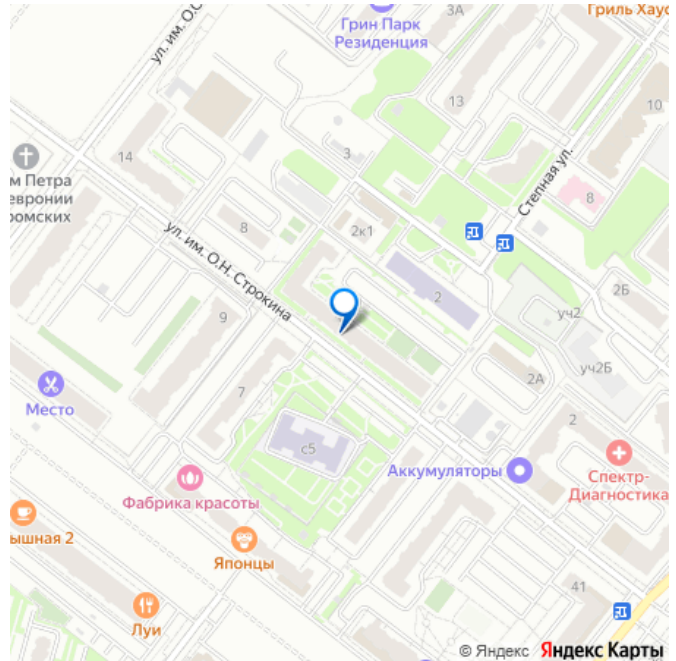 Грин Парк
Резиденция
3А
Гриль Хаус
ул. им. О.С
13
10
14
3
м Петра
евронии
ромских
8
Степная ул.
8
2к1
ул. им. О.Н. Строкина
2
2Б
уч2
9
уч2Б
2А
7
Место
2
с5
Аккумуляторы
Спектр-
Диагностика
Фабрика красоты
ышная 2
Японцы
41
Луи
© Яндекс Яндекс Карты